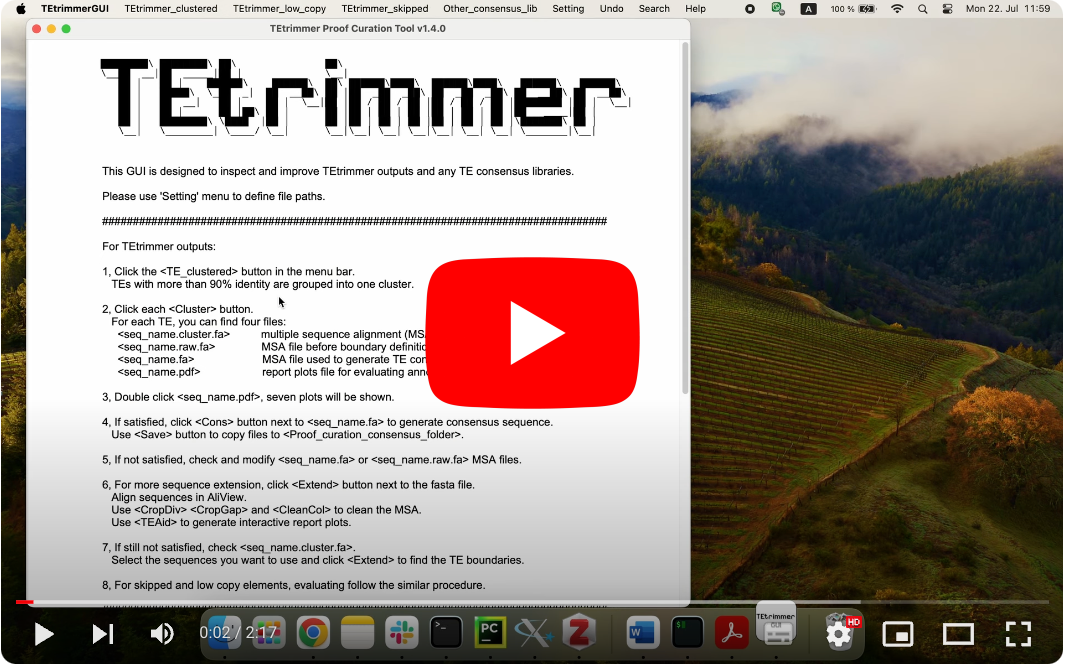 TEtrimmerGUI TEtrimmer_clustered TEtrimmer_low_copy TEtrimmer_skipped Other_consensus_lib Setting Undo Search Help A 100 % Mon 22. Jul 11:59
TEtrimmer Proof Curation Tool v1.4.0
TEtrimmer
This GUI is designed to inspect and improve TEtrimmer outputs and any TE consensus libraries.
Please use 'Setting' menu to define file paths.
For TEtrimmer outputs:
1, Click the <TE_clustered> button in the menu bar.
TEs with more than 90% identity are grouped into one cluster.
2, Click each <Cluster> button.
For each TE, you can find four files:
<seq_name.cluster.fa> multiple sequence alignment (MSA
<seq_name.raw.fa> MSA file before boundary definitio
<seq_name.fa> MSA file used to generate TE con
<seq_name.pdf> report plots file for evaluating ann
3, Double click <seq_name.pdf>, seven plots will be shown.
4, If satisfied, click <Cons> button next to <seq_name.fa> to generate consensus sequence.
Use <Save> button to copy files to <Proof_curation_consensus_folder>.
5, If not satisfied, check and modify <seq_name.fa> or <seq_name.raw.fa> MSA files.
6, For more sequence extension, click <Extend> button next to the fasta file.
Align sequences in AliView.
Use <CropDiv> <CropGap> and <CleanCol> to clean the MSA.
Use <TEAid> to generate interactive report plots.
7, If still not satisfied, check <seq_name.cluster.fa>.
Select the sequences you want to use and click <Extend> to find the TE boundaries.
8, For skipped and low copy elements, evaluating follow the similar procedure.
0:02 / 2:17
PC
Z
W
TEtrimmer
GUI
HD